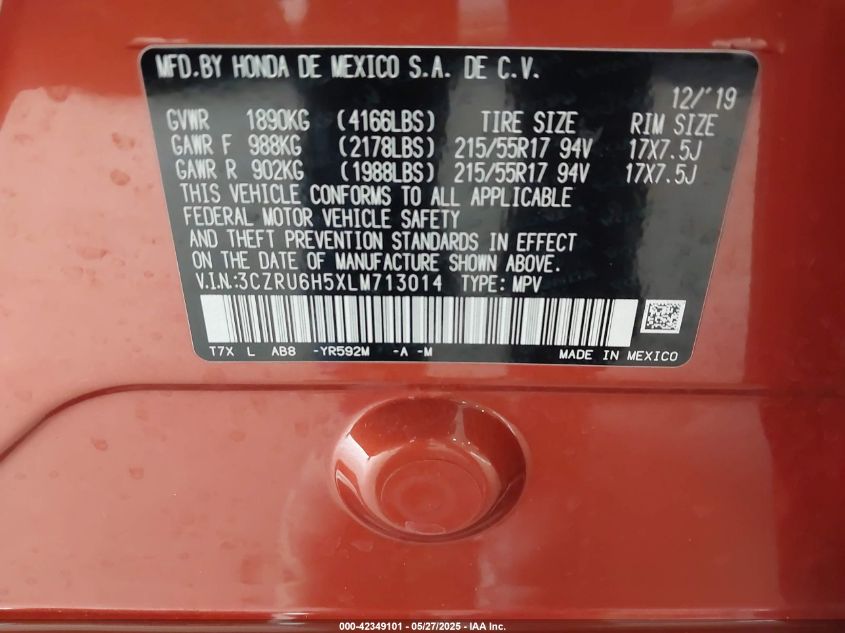 MFD.BY HONDA DE MEXICO S.A. DE C.V.
12/'19
GVWR 1890KG (4166LBS) TIRE SIZE RIM SIZE
GAWR F 988KG (2178LBS) 215/55R17 94V 17X7.5J
GAWR R 902KG (1988LBS) 215/55R17 94V 17X7.5J
THIS VEHICLE CONFORMS TO ALL APPLICABLE
FEDERAL MOTOR VEHICLE SAFETY
AND THEFT PREVENTION STANDARDS IN EFFECT
ON THE DATE OF MANUFACTURE SHOWN ABOVE.
V.I.N.:3CZRU6H5XLM713014 TYPE: MPV
T7X L AB8 -YR592M -A -M MADE IN MEXICO
000-42349101 - 05/27/2025 - IAA Inc.